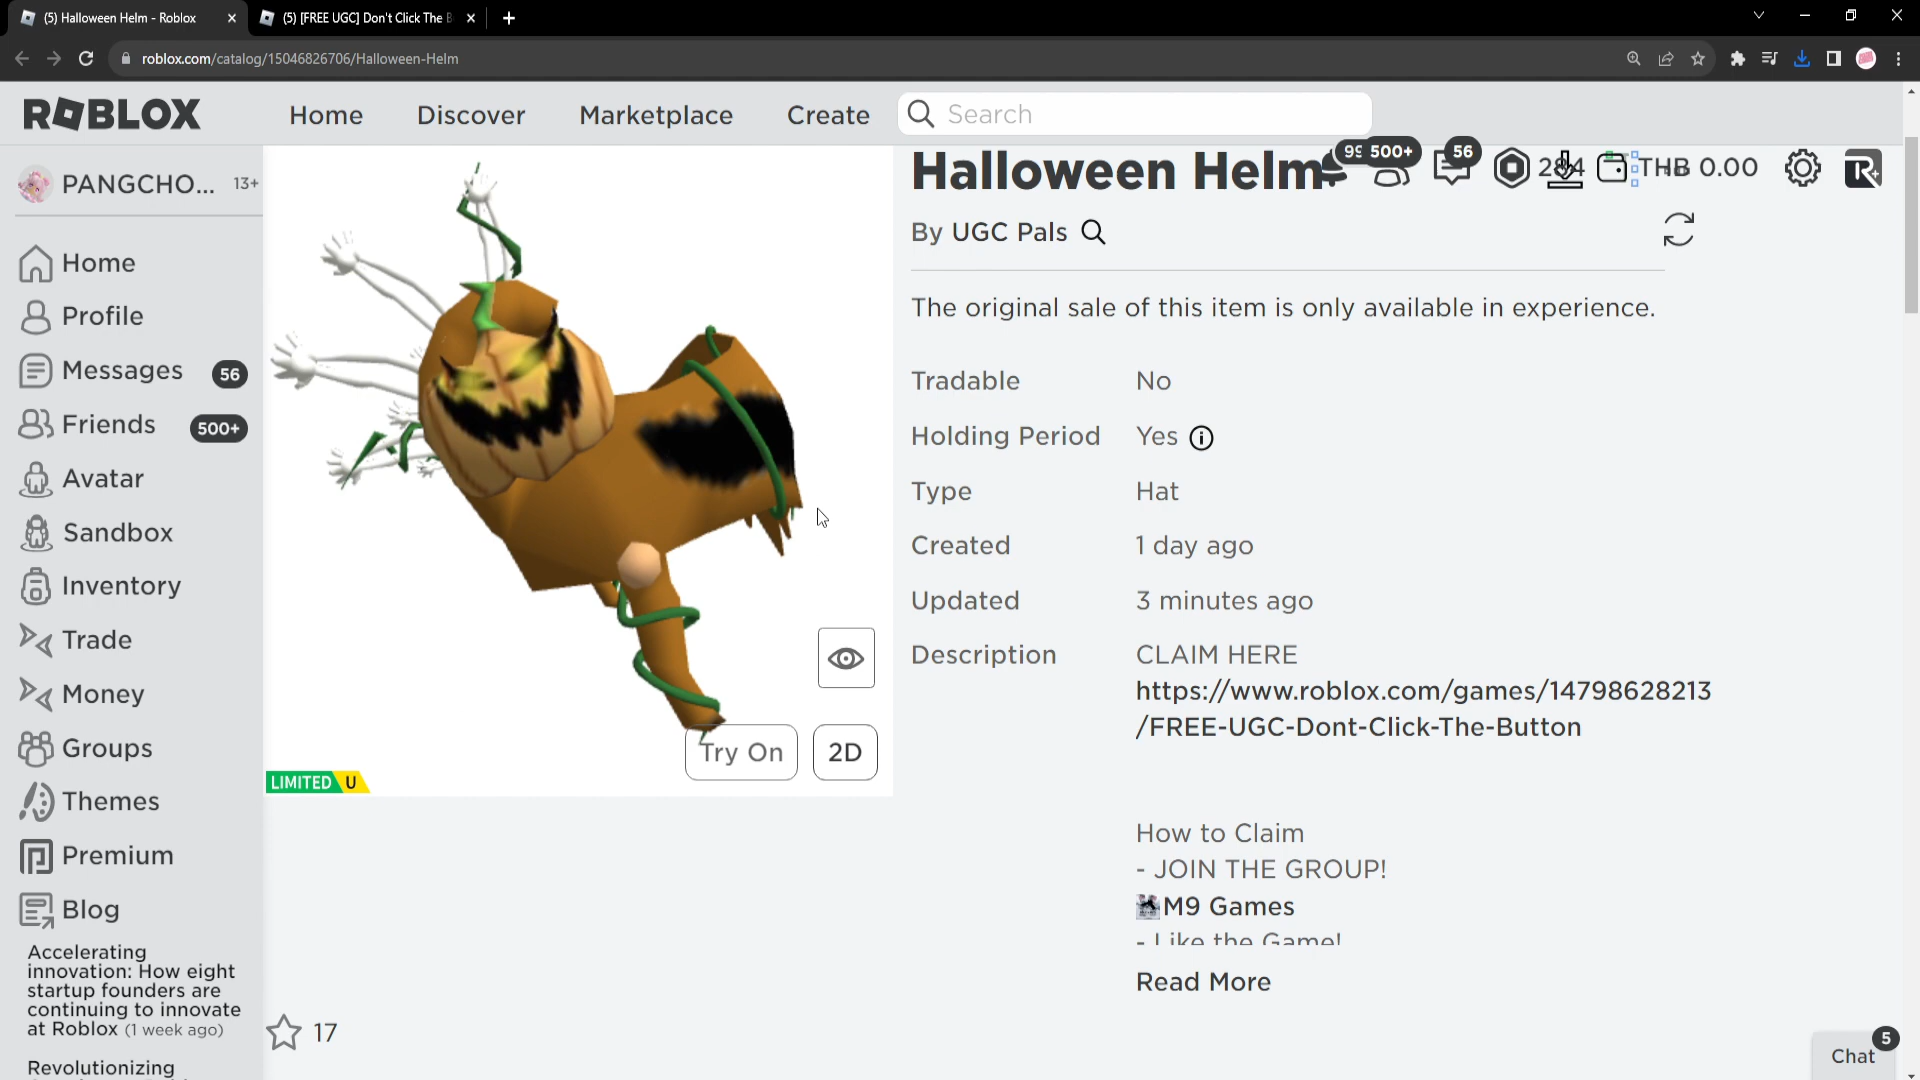 (5) Halloween Helm - Roblox
(5) [FREE UGC] Don't Click The B
roblox.com/catalog/15046826706/Halloween-Helm
ROBLOX
Home
Discover
Marketplace
Create
Search
99
500+
56
THB 0.00
PANGCHO...
13+
Home
Profile
Messages
56
Friends
500+
Avatar
Sandbox
Inventory
Trade
Money
Groups
Themes
Premium
Blog
Accelerating
innovation: How eight
startup founders are
continuing to innovate
at Roblox (1 week ago)
Revolutionizing
LIMITED U
Try On
2D
17
Halloween Helm
By UGC Pals
The original sale of this item is only available in experience.
Tradable No
Holding Period Yes
Type Hat
Created 1 day ago
Updated 3 minutes ago
Description CLAIM HERE
https://www.roblox.com/games/14798628213
/FREE-UGC-Dont-Click-The-Button
How to Claim
- JOIN THE GROUP!
M9 Games
- Like the Game!
Read More
Chat
5